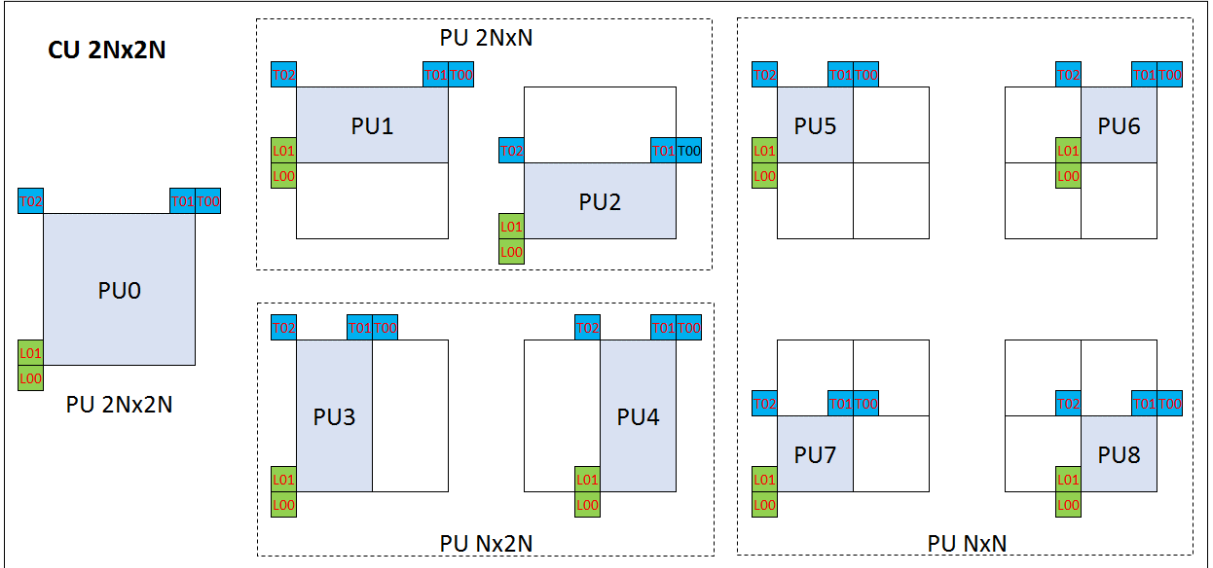 CU 2Nx2N
T02 T01 T00
PU0
L01
L00
PU 2Nx2N
PU 2NxN
T02 T01 T00
PU1
L01
L00
T02 T01 T00
PU2
L01
L00
T02 T01 T00
PU3
L01
L00
T02 T01 T00
PU4
L01
L00
PU Nx2N
T02 T01 T00
PU5
L01
L00
T02 T01 T00
PU6
L01
L00
T02 T01 T00
PU7
L01
L00
T02 T01 T00
PU8
L01
L00
PU NxN